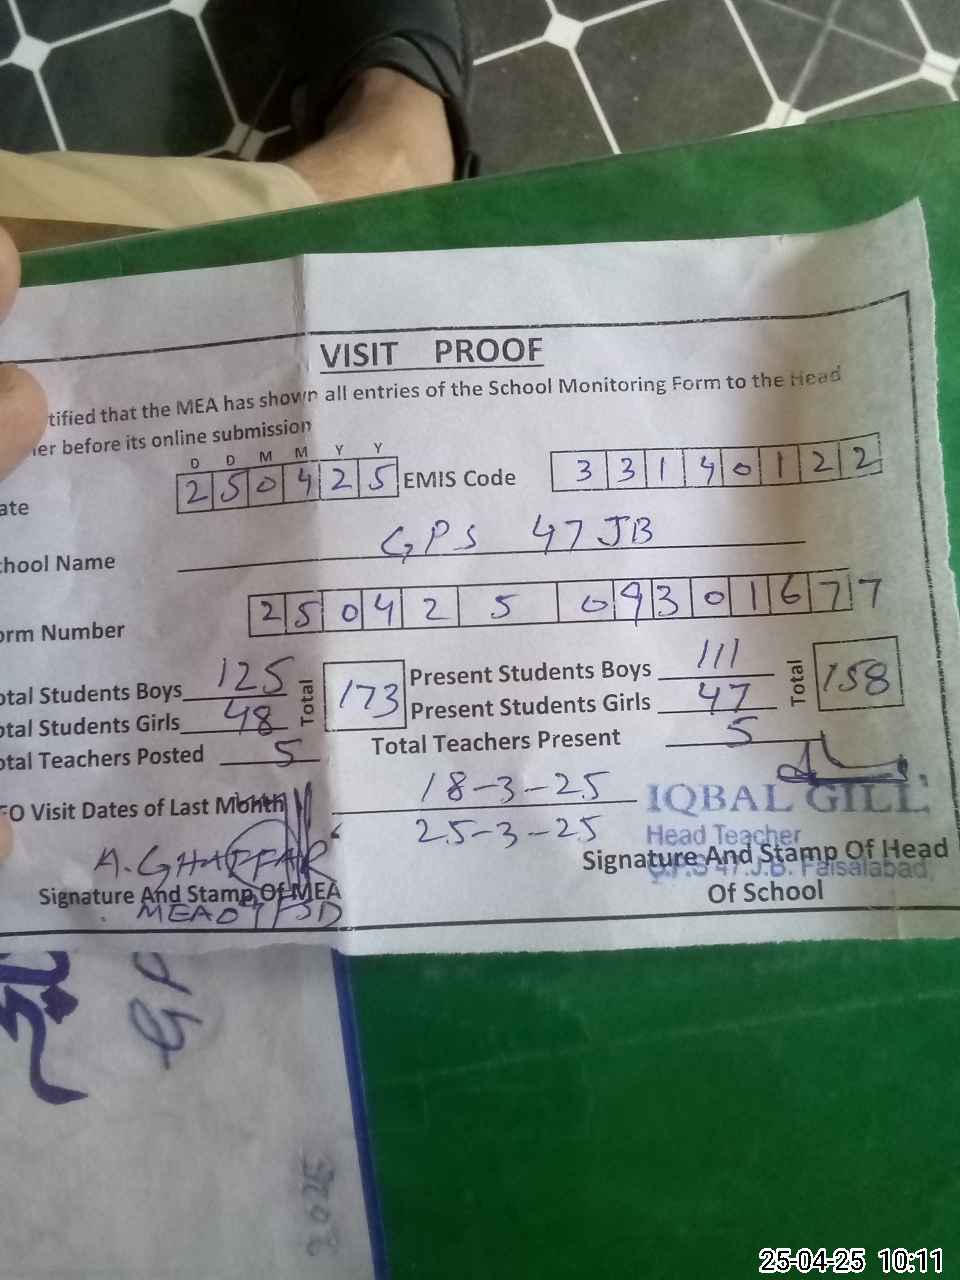 VISIT PROOF
tified that the MEA has shown all entries of the School Monitoring Form to the Head
er before its online submission
D D M M Y Y
ate 2 5 0 4 2 5 EMIS Code 3 3 1 4 0 1 2 2
chool Name GPS 47 JB
orm Number 2 5 0 4 2 5 0 9 3 0 1 6 7 7
otal Students Boys 125 Total 173 Present Students Boys 111 Total 158
otal Students Girls 48 Present Students Girls 47
otal Teachers Posted 5 Total Teachers Present 5
EO Visit Dates of Last Month 18-3-25
25-3-25
IQBAL GILL
Head Teacher
G.P.S 47.J.B. Faisalabad
A. GHAFFAR
Signature And Stamp Of MEA
Signature And Stamp Of Head
Of School
GP
2025
25-04-25 10:11